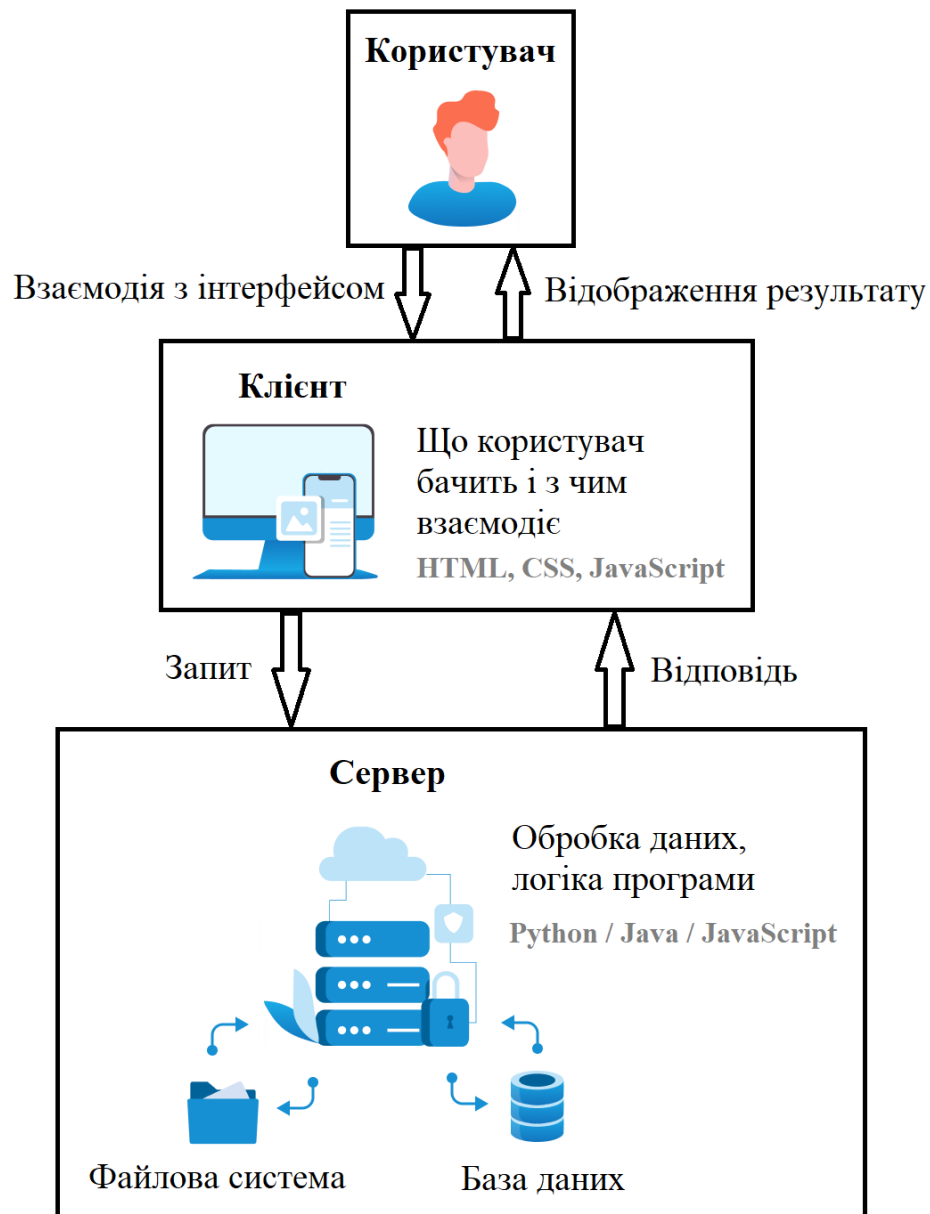 Користувач
Взаємодія з інтерфейсом
Відображення результату
Клієнт
Що користувач
бачить і з чим
взаємодіє
HTML, CSS, JavaScript
Запит
Відповідь
Сервер
Обробка даних,
логіка програми
Python / Java / JavaScript
Файлова система
База даних